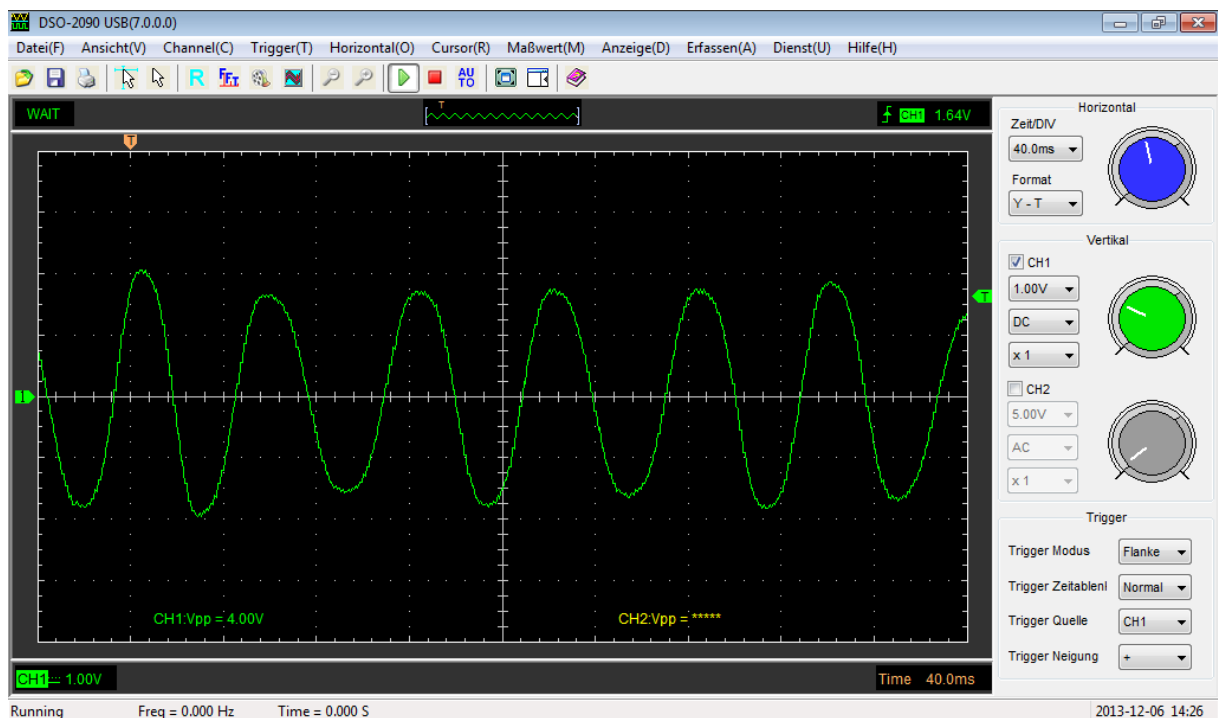 DSO-2090 USB(7.0.0.0)
Datei(F) Ansicht(V) Channel(C) Trigger(T) Horizontal(O) Cursor(R) Maßwert(M) Anzeige(D) Erfassen(A) Dienst(U) Hilfe(H)
R FFT AUTO
WAIT T CH1 1.64V
T
T
1
CH1:Vpp = 4.00V CH2:Vpp = *****
CH1 1.00V Time 40.0ms
Horizontal
Zeit/DIV
40.0ms
Format
Y - T
Vertikal
CH1
1.00V
DC
x 1
CH2
5.00V
AC
x 1
Trigger
Trigger Modus Flanke
Trigger Zeitablenl Normal
Trigger Quelle CH1
Trigger Neigung +
Running Freq = 0.000 Hz Time = 0.000 S 2013-12-06 14:26